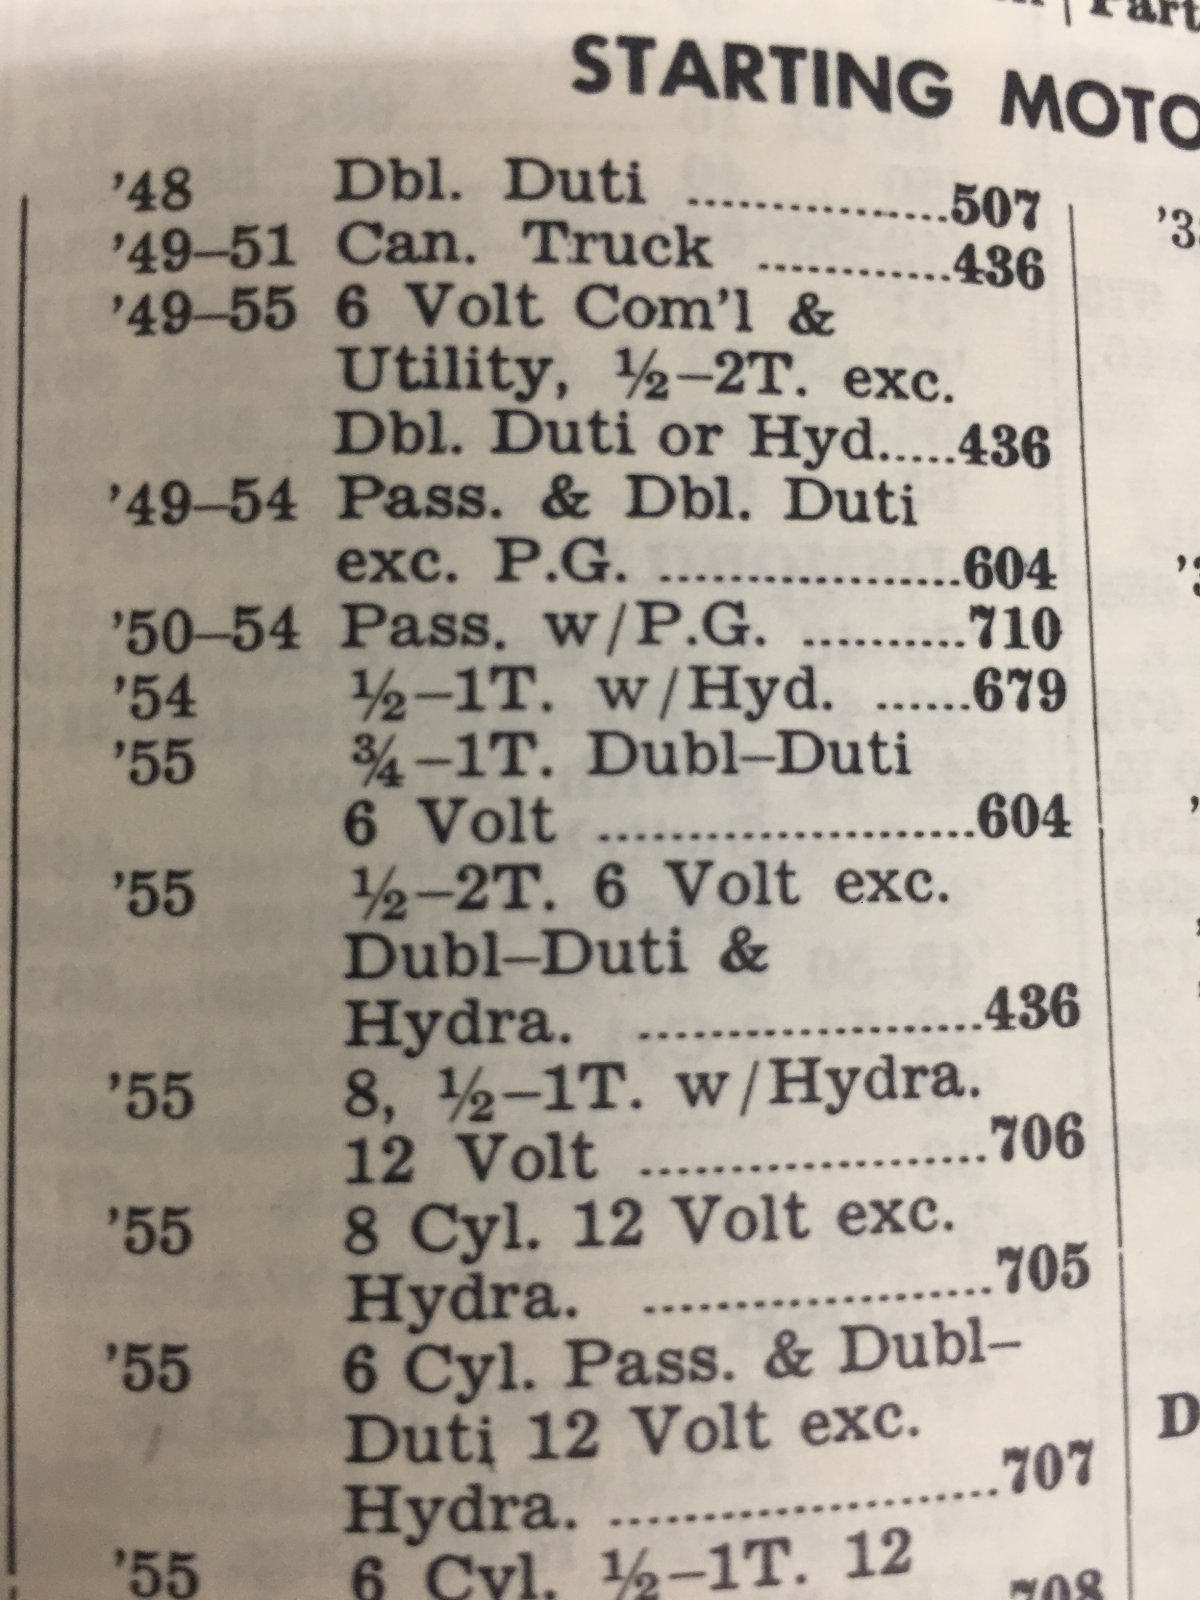 STARTING
'48 Dbl. Duti ...............507
'49–51 Can. Truck ............436
'49–55 6 Volt Com'l &
Utility, ½–2T. exc.
Dbl. Duti or Hyd.....436
'49–54 Pass. & Dbl. Duti
exc. P.G. ..................604
'50–54 Pass. w/P.G. ..........710
'54 ½–1T. w/Hyd. ......679
'55 ¾–1T. Dubl–Duti
6 Volt .......................604
'55 ½–2T. 6 Volt exc.
Dubl–Duti &
Hydra. .....................436
'55 8, ½–1T. w/Hydra.
12 Volt .....................706
'55 8 Cyl. 12 Volt exc.
Hydra. .....................705
'55 6 Cyl. Pass. & Dubl–
Duti 12 Volt exc.
Hydra. .......................707
'55 6 Cyl. ½–1T. 12
708